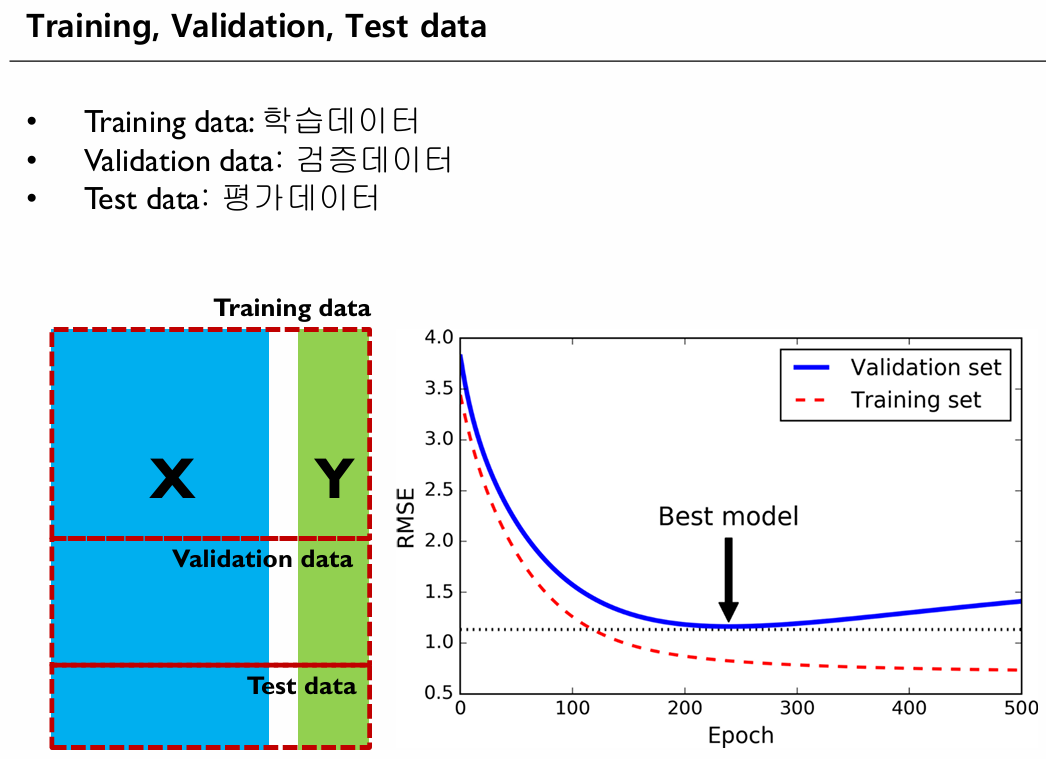 Training, Validation, Test data
• Training data: 학습데이터
• Validation data: 검증데이터
• Test data: 평가데이터
Training data
X Y
Validation data
Test data
4.0
3.5
3.0
2.5
2.0
1.5
1.0
0.5
RMSE
Validation set
Training set
Best model
0 100 200 300 400 500
Epoch